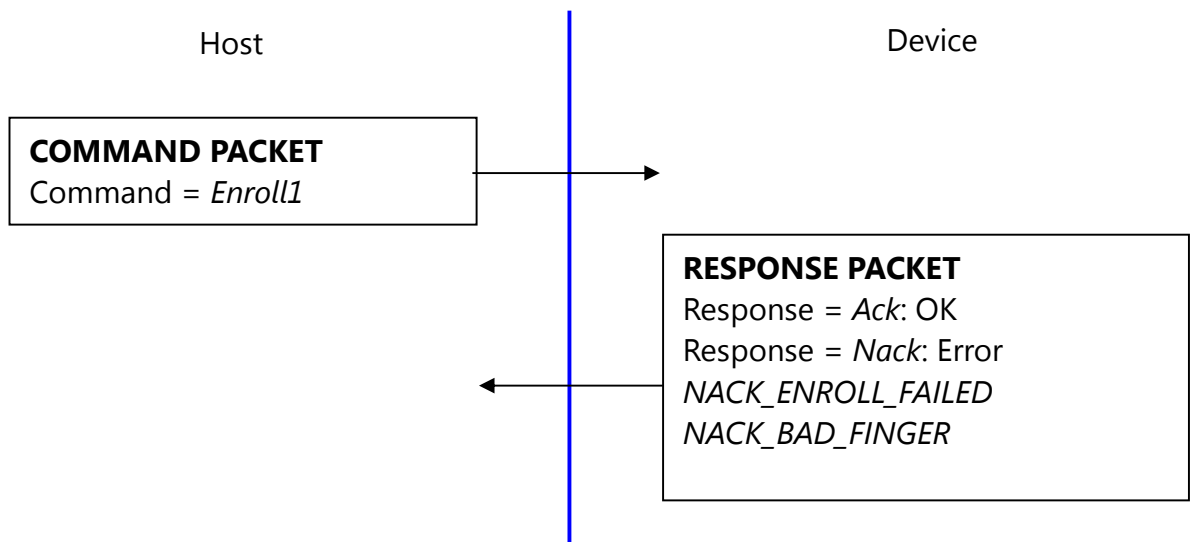 Host
Device
COMMAND PACKET
Command = Enroll1
RESPONSE PACKET
Response = Ack: OK
Response = Nack: Error
NACK_ENROLL_FAILED
NACK_BAD_FINGER